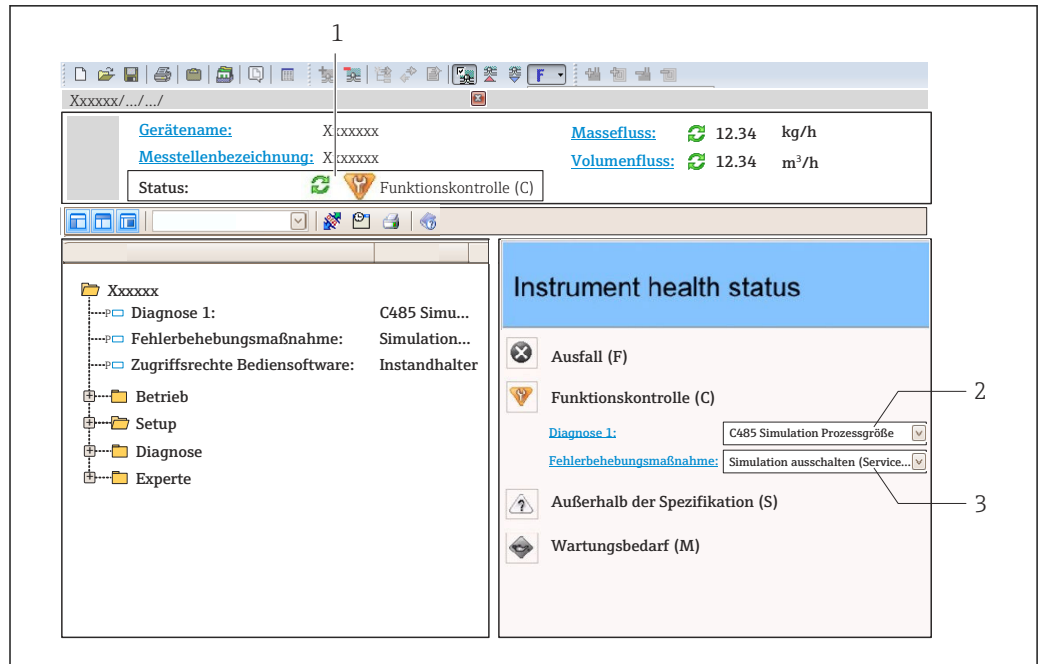 1
F
Xxxxxx/.../.../
Gerätename: Xxxxxxx
Massefluss: 12.34 kg/h
Messstellenbezeichnung: Xxxxxxx
Volumenfluss: 12.34 m³/h
Status: Funktionskontrolle (C)
Xxxxxx
P Diagnose 1: C485 Simu...
P Fehlerbehebungsmaßnahme: Simulation...
P Zugriffsrechte Bediensoftware: Instandhalter
Betrieb
Setup
Diagnose
Experte
Instrument health status
Ausfall (F)
Funktionskontrolle (C)
2
Diagnose 1: C485 Simulation Prozessgröße
Fehlerbehebungsmaßnahme: Simulation ausschalten (Service...
3
Außerhalb der Spezifikation (S)
Wartungsbedarf (M)